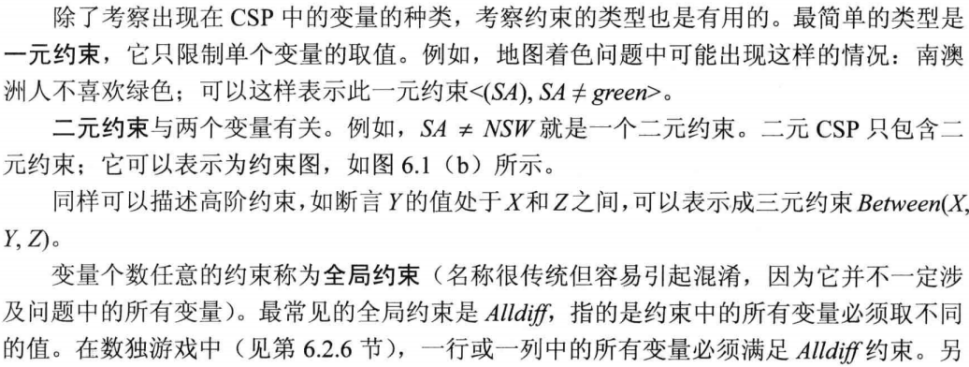 除了考察出现在 CSP 中的变量的种类，考察约束的类型也是有用的。最简单的类型是
一元约束，它只限制单个变量的取值。例如，地图着色问题中可能出现这样的情况：南澳
洲人不喜欢绿色；可以这样表示此一元约束<(SA), SA ≠ green>。
二元约束与两个变量有关。例如，SA ≠ NSW 就是一个二元约束。二元 CSP 只包含二
元约束；它可以表示为约束图，如图 6.1（b）所示。
同样可以描述高阶约束，如断言 Y 的值处于 X 和 Z 之间，可以表示成三元约束 Between(X,
Y, Z)。
变量个数任意的约束称为全局约束（名称很传统但容易引起混淆，因为它并不一定涉
及问题中的所有变量）。最常见的全局约束是 Alldiff，指的是约束中的所有变量必须取不同
的值。在数独游戏中（见第 6.2.6 节），一行或一列中的所有变量必须满足 Alldiff 约束。另